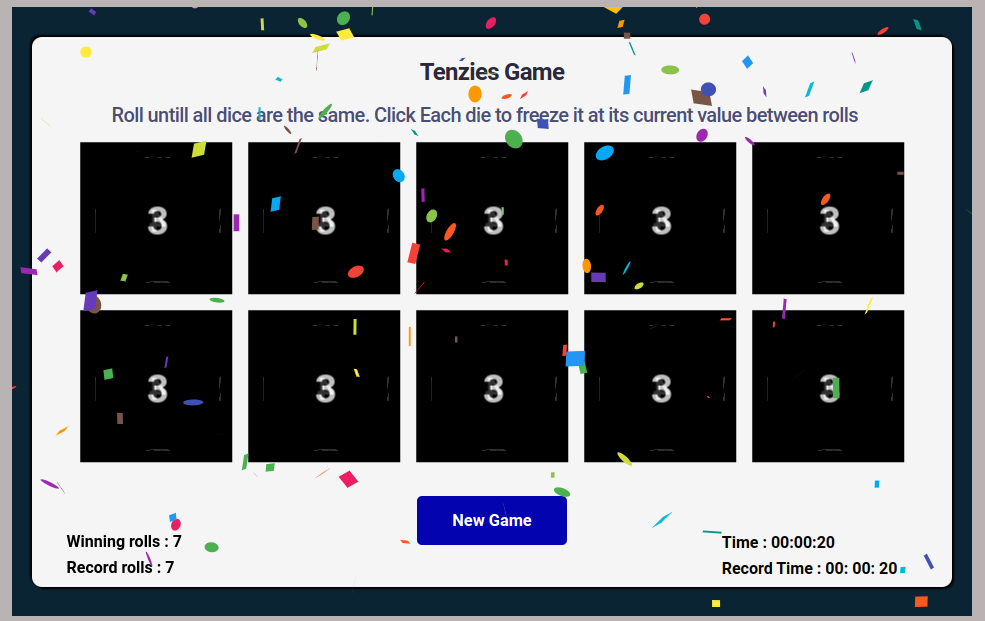 Tenzies Game
Roll untill all dice are the same. Click Each die to freeze it at its current value between rolls
3 3 3 3 3
3 3 3 3 3
New Game
Winning rolls : 7
Time : 00:00:20
Record rolls : 7
Record Time : 00: 00: 20